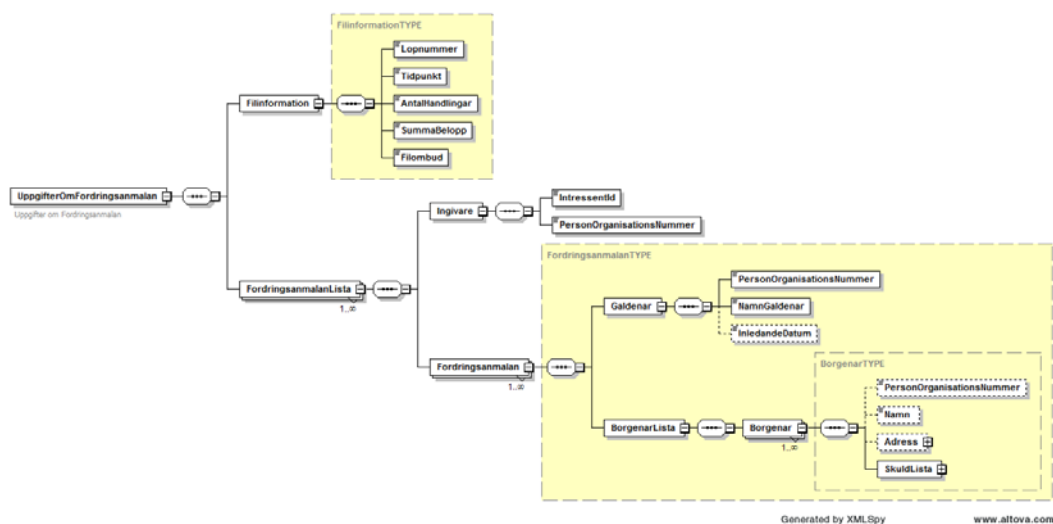 FilinformationTYPE
Lopnummer
Tidpunkt
Filinformation
AntalHandlingar
SummaBelopp
Filombud
UppgifterOmFordringsanmalan
Uppgifter om Fordringsanmalan
IntressentId
Ingivare
PersonOrganisationsNummer
FordringsanmalanTYPE
PersonOrganisationsNummer
FordringsanmalanLista
1..∞
Galdenar
NamnGaldenar
InledandeDatum
Fordringsanmalan
1..∞
BorgenarTYPE
PersonOrganisationsNummer
Namn
BorgenarLista
Borgenar
1..∞
Adress
SkuldLista
Generated by XMLSpy
www.altova.com